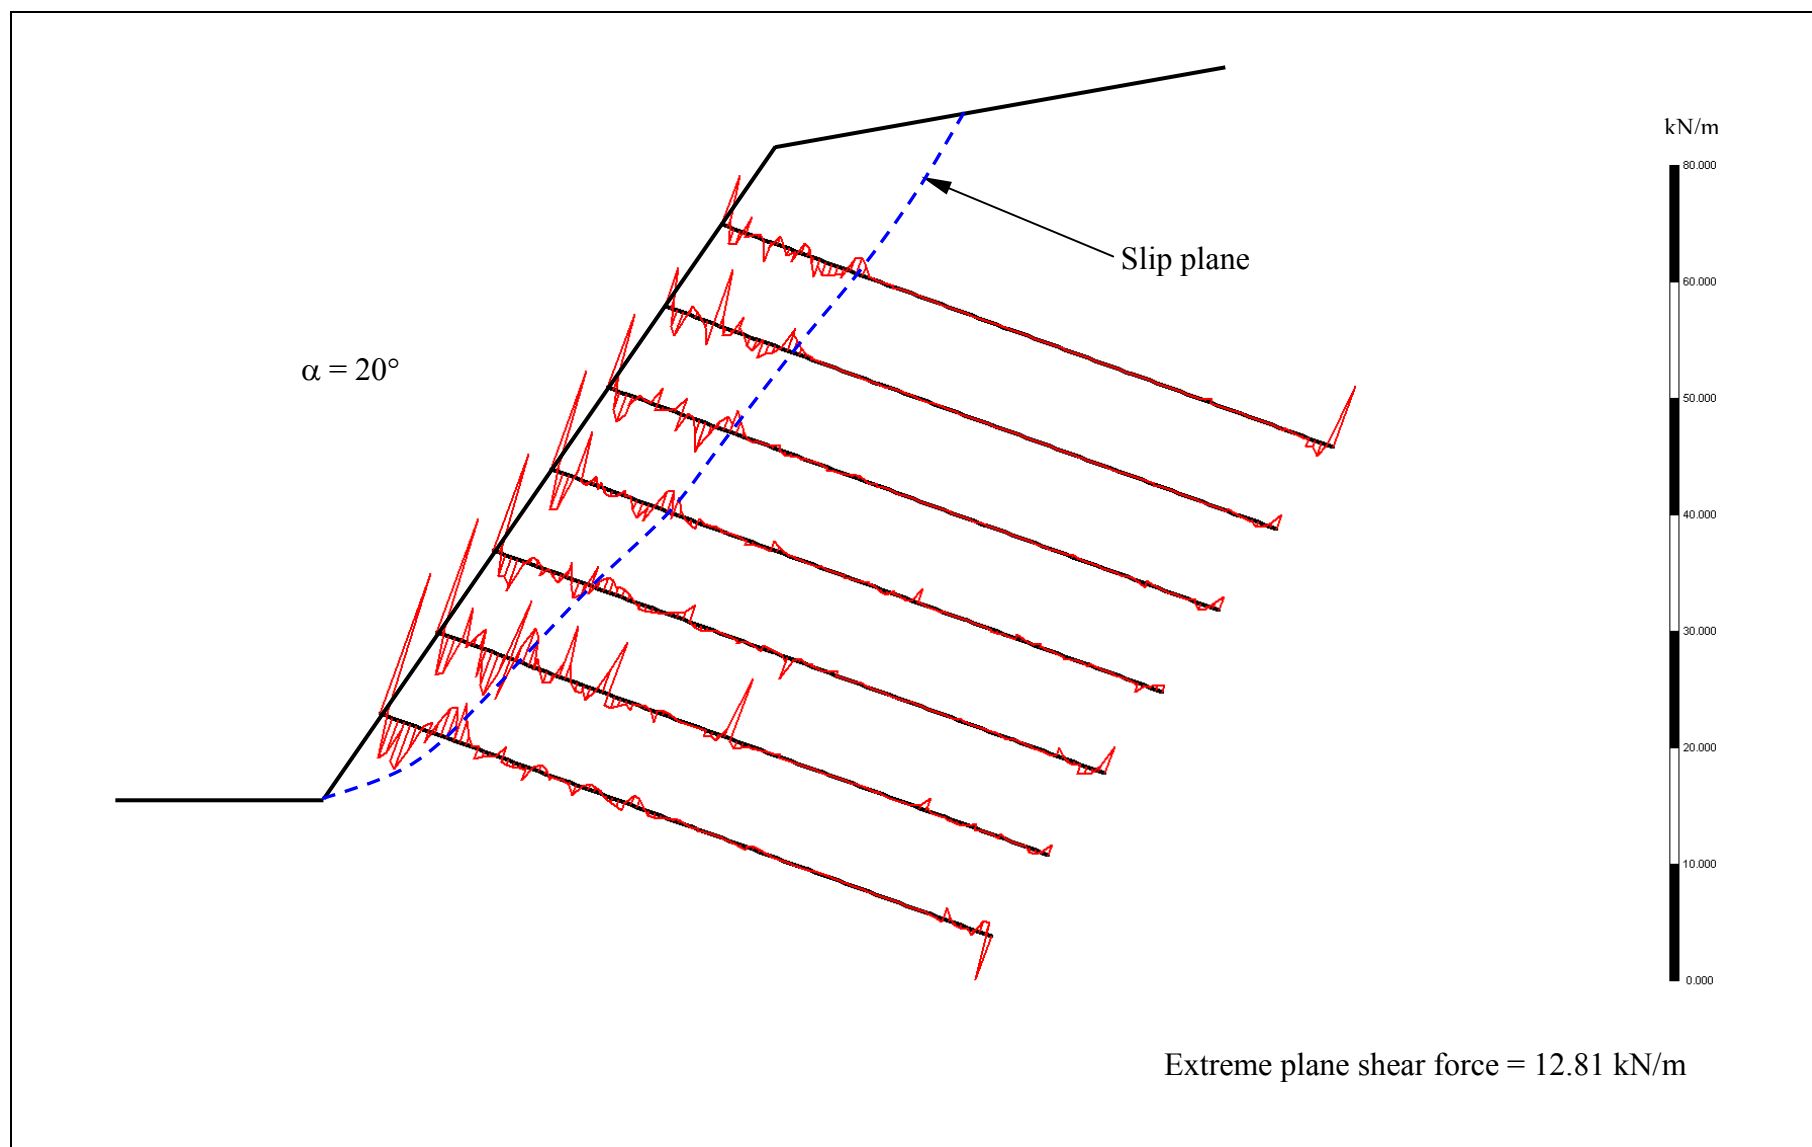 kN/m
80.000
Slip plane
60.000
α = 20°
50.000
40.000
30.000
20.000
10.000
0.000
Extreme plane shear force = 12.81 kN/m